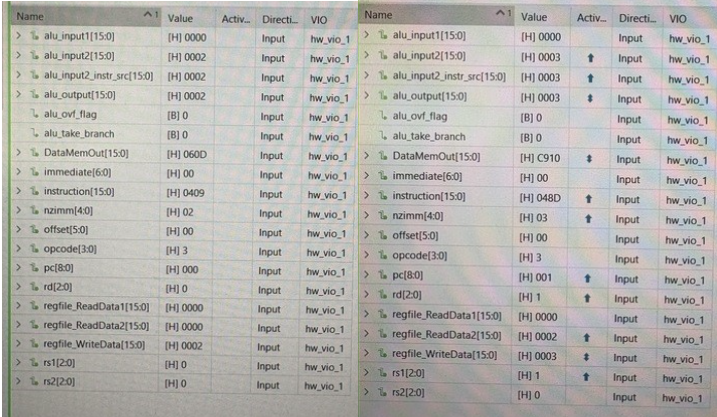 Name Value Activ... Directi... VIO
alu_input1[15:0] [H] 0000 Input hw_vio_1
alu_input2[15:0] [H] 0002 Input hw_vio_1
alu_input2_instr_src[15:0] [H] 0002 Input hw_vio_1
alu_output[15:0] [H] 0002 Input hw_vio_1
alu_ovf_flag [B] 0 Input hw_vio_1
alu_take_branch [B] 0 Input hw_vio_1
DataMemOut[15:0] [H] 060D Input hw_vio_1
immediate[6:0] [H] 00 Input hw_vio_1
instruction[15:0] [H] 0409 Input hw_vio_1
nzimm[4:0] [H] 02 Input hw_vio_1
offset[5:0] [H] 00 Input hw_vio_1
opcode[3:0] [H] 3 Input hw_vio_1
pc[8:0] [H] 000 Input hw_vio_1
rd[2:0] [H] 0 Input hw_vio_1
regfile_ReadData1[15:0] [H] 0000 Input hw_vio_1
regfile_ReadData2[15:0] [H] 0000 Input hw_vio_1
regfile_WriteData[15:0] [H] 0002 Input hw_vio_1
rs1[2:0] [H] 0 Input hw_vio_1
rs2[2:0] [H] 0 Input hw_vio_1
Name Value Activ... Directi... VIO
alu_input1[15:0] [H] 0000 Input hw_vio_1
alu_input2[15:0] [H] 0003 Input hw_vio_1
alu_input2_instr_src[15:0] [H] 0003 Input hw_vio_1
alu_output[15:0] [H] 0003 Input hw_vio_1
alu_ovf_flag [B] 0 Input hw_vio_1
alu_take_branch [B] 0 Input hw_vio_1
DataMemOut[15:0] [H] C910 Input hw_vio_1
immediate[6:0] [H] 00 Input hw_vio_1
instruction[15:0] [H] 048D Input hw_vio_1
nzimm[4:0] [H] 03 Input hw_vio_1
offset[5:0] [H] 00 Input hw_vio_1
opcode[3:0] [H] 3 Input hw_vio_1
pc[8:0] [H] 001 Input hw_vio_1
rd[2:0] [H] 1 Input hw_vio_1
regfile_ReadData1[15:0] [H] 0000 Input hw_vio_1
regfile_ReadData2[15:0] [H] 0002 Input hw_vio_1
regfile_WriteData[15:0] [H] 0003 Input hw_vio_1
rs1[2:0] [H] 1 Input hw_vio_1
rs2[2:0] [H] 0 Input hw_vio_1